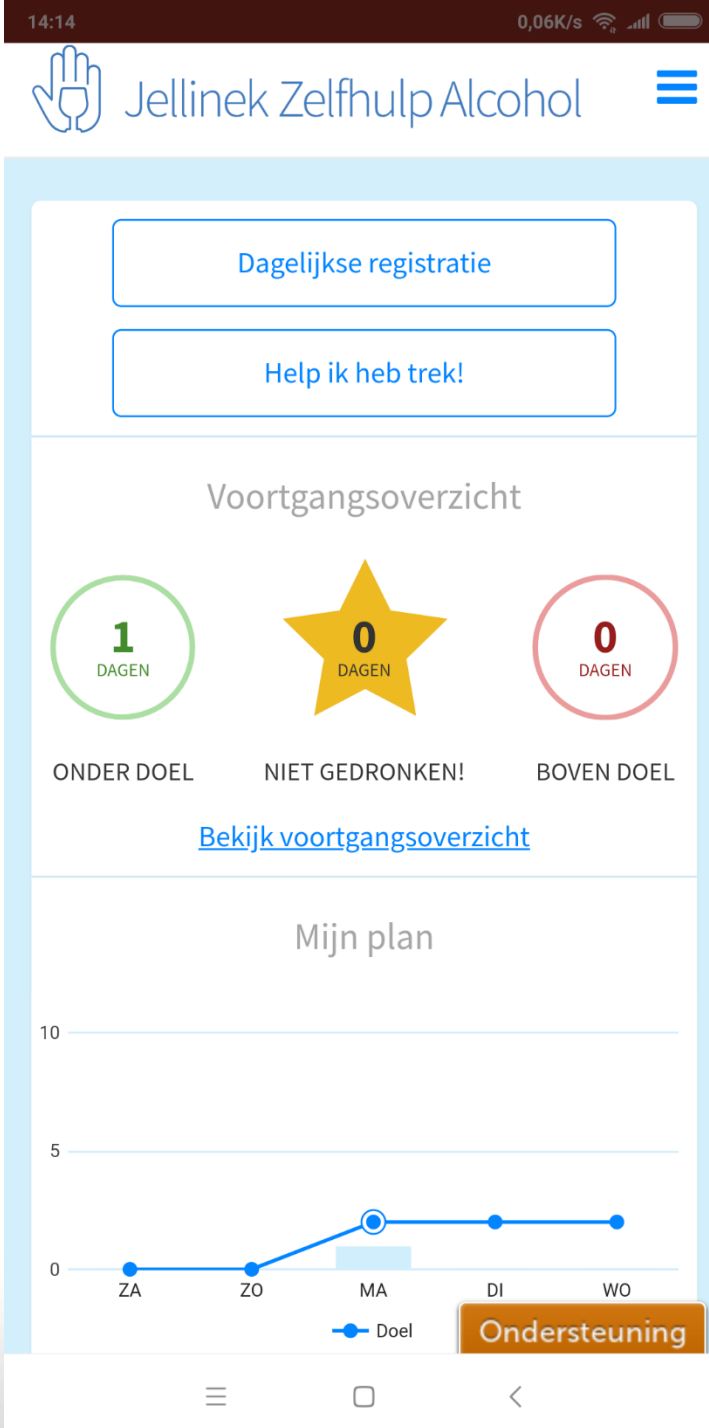 14:14 0,06K/s
Jellinek Zelfhulp Alcohol
Dagelijkse registratie
Help ik heb trek!
Voortgangsoverzicht
1 0 0
DAGEN DAGEN DAGEN
ONDER DOEL NIET GEDRONKEN! BOVEN DOEL
Bekijk voortgangsoverzicht
Mijn plan
10
5
0
ZA ZO MA DI WO
Doel
Ondersteuning